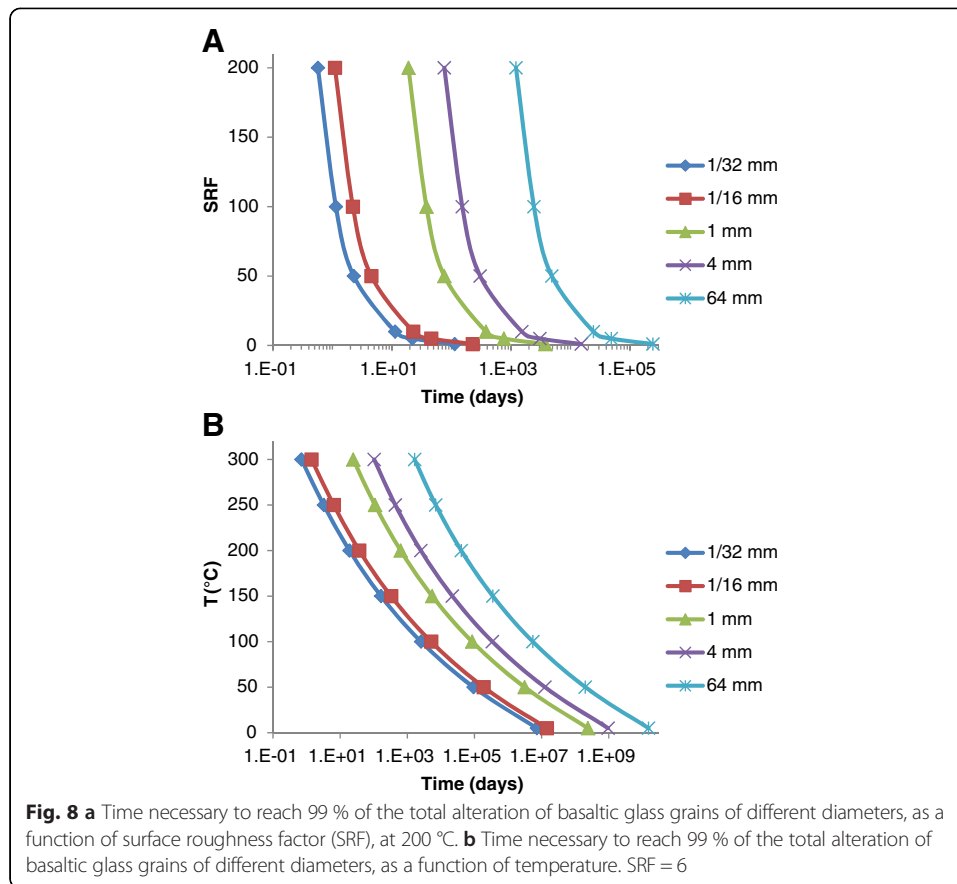 A
200
150
100
50
0
SRF
1.E-01
1.E+01
1.E+03
1.E+05
Time (days)
1/32 mm
1/16 mm
1 mm
4 mm
64 mm
B
300
250
200
150
100
50
0
T(°C)
1.E-01
1.E+01
1.E+03
1.E+05
1.E+07
1.E+09
Time (days)
1/32 mm
1/16 mm
1 mm
4 mm
64 mm
Fig. 8 a Time necessary to reach 99 % of the total alteration of basaltic glass grains of different diameters, as a
function of surface roughness factor (SRF), at 200 °C. b Time necessary to reach 99 % of the total alteration of
basaltic glass grains of different diameters, as a function of temperature. SRF = 6